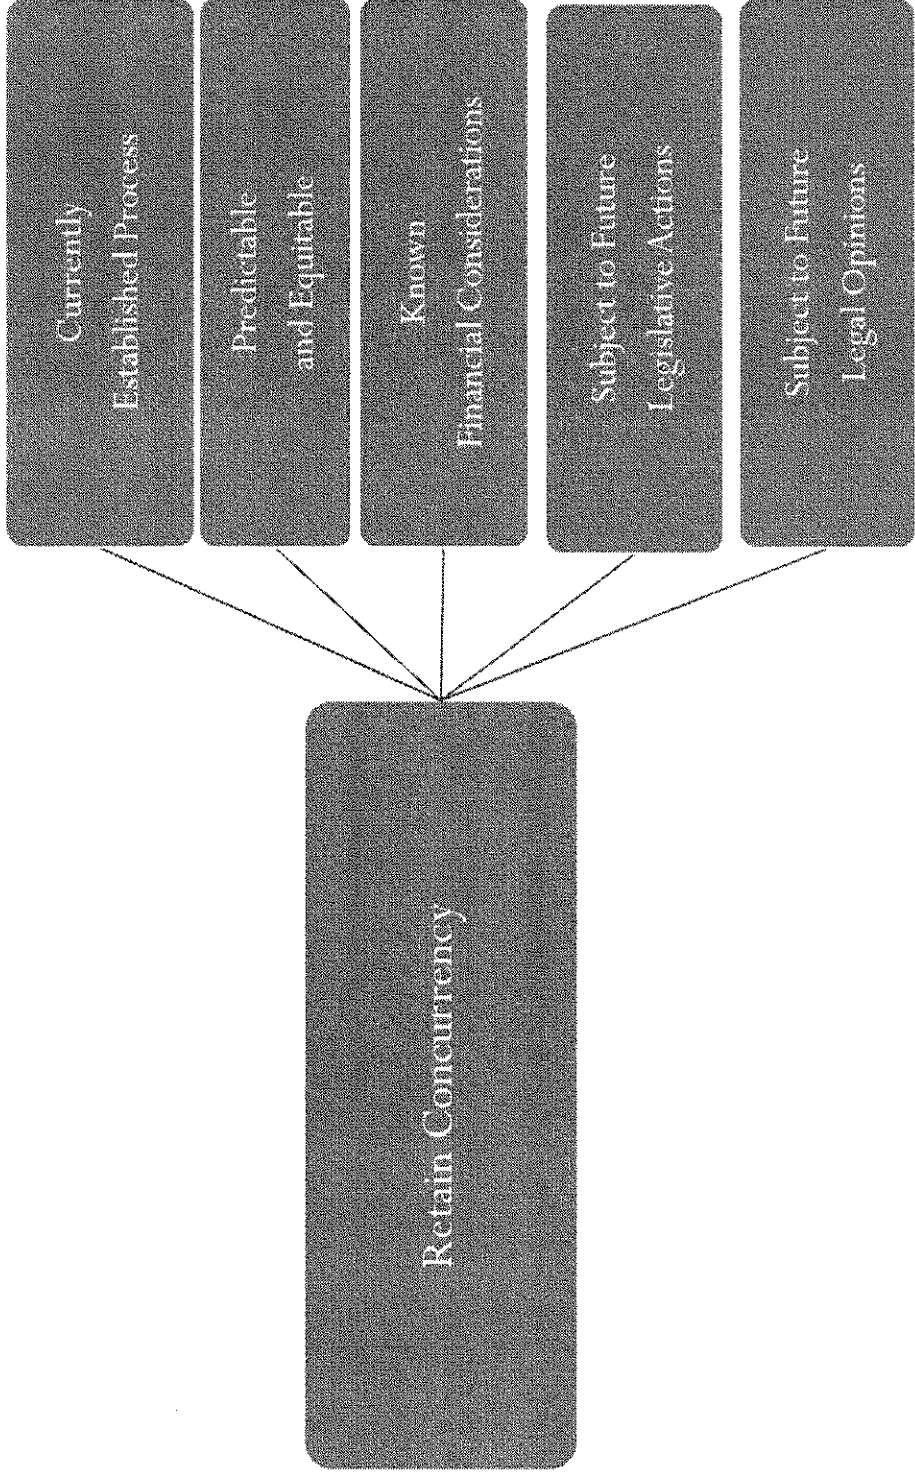 Retain Concurrency
Currently
Established Process
Predictable
and Equitable
Known
Financial Considerations
Subject to Future
Legislative Actions
Subject to Future
Legal Opinions